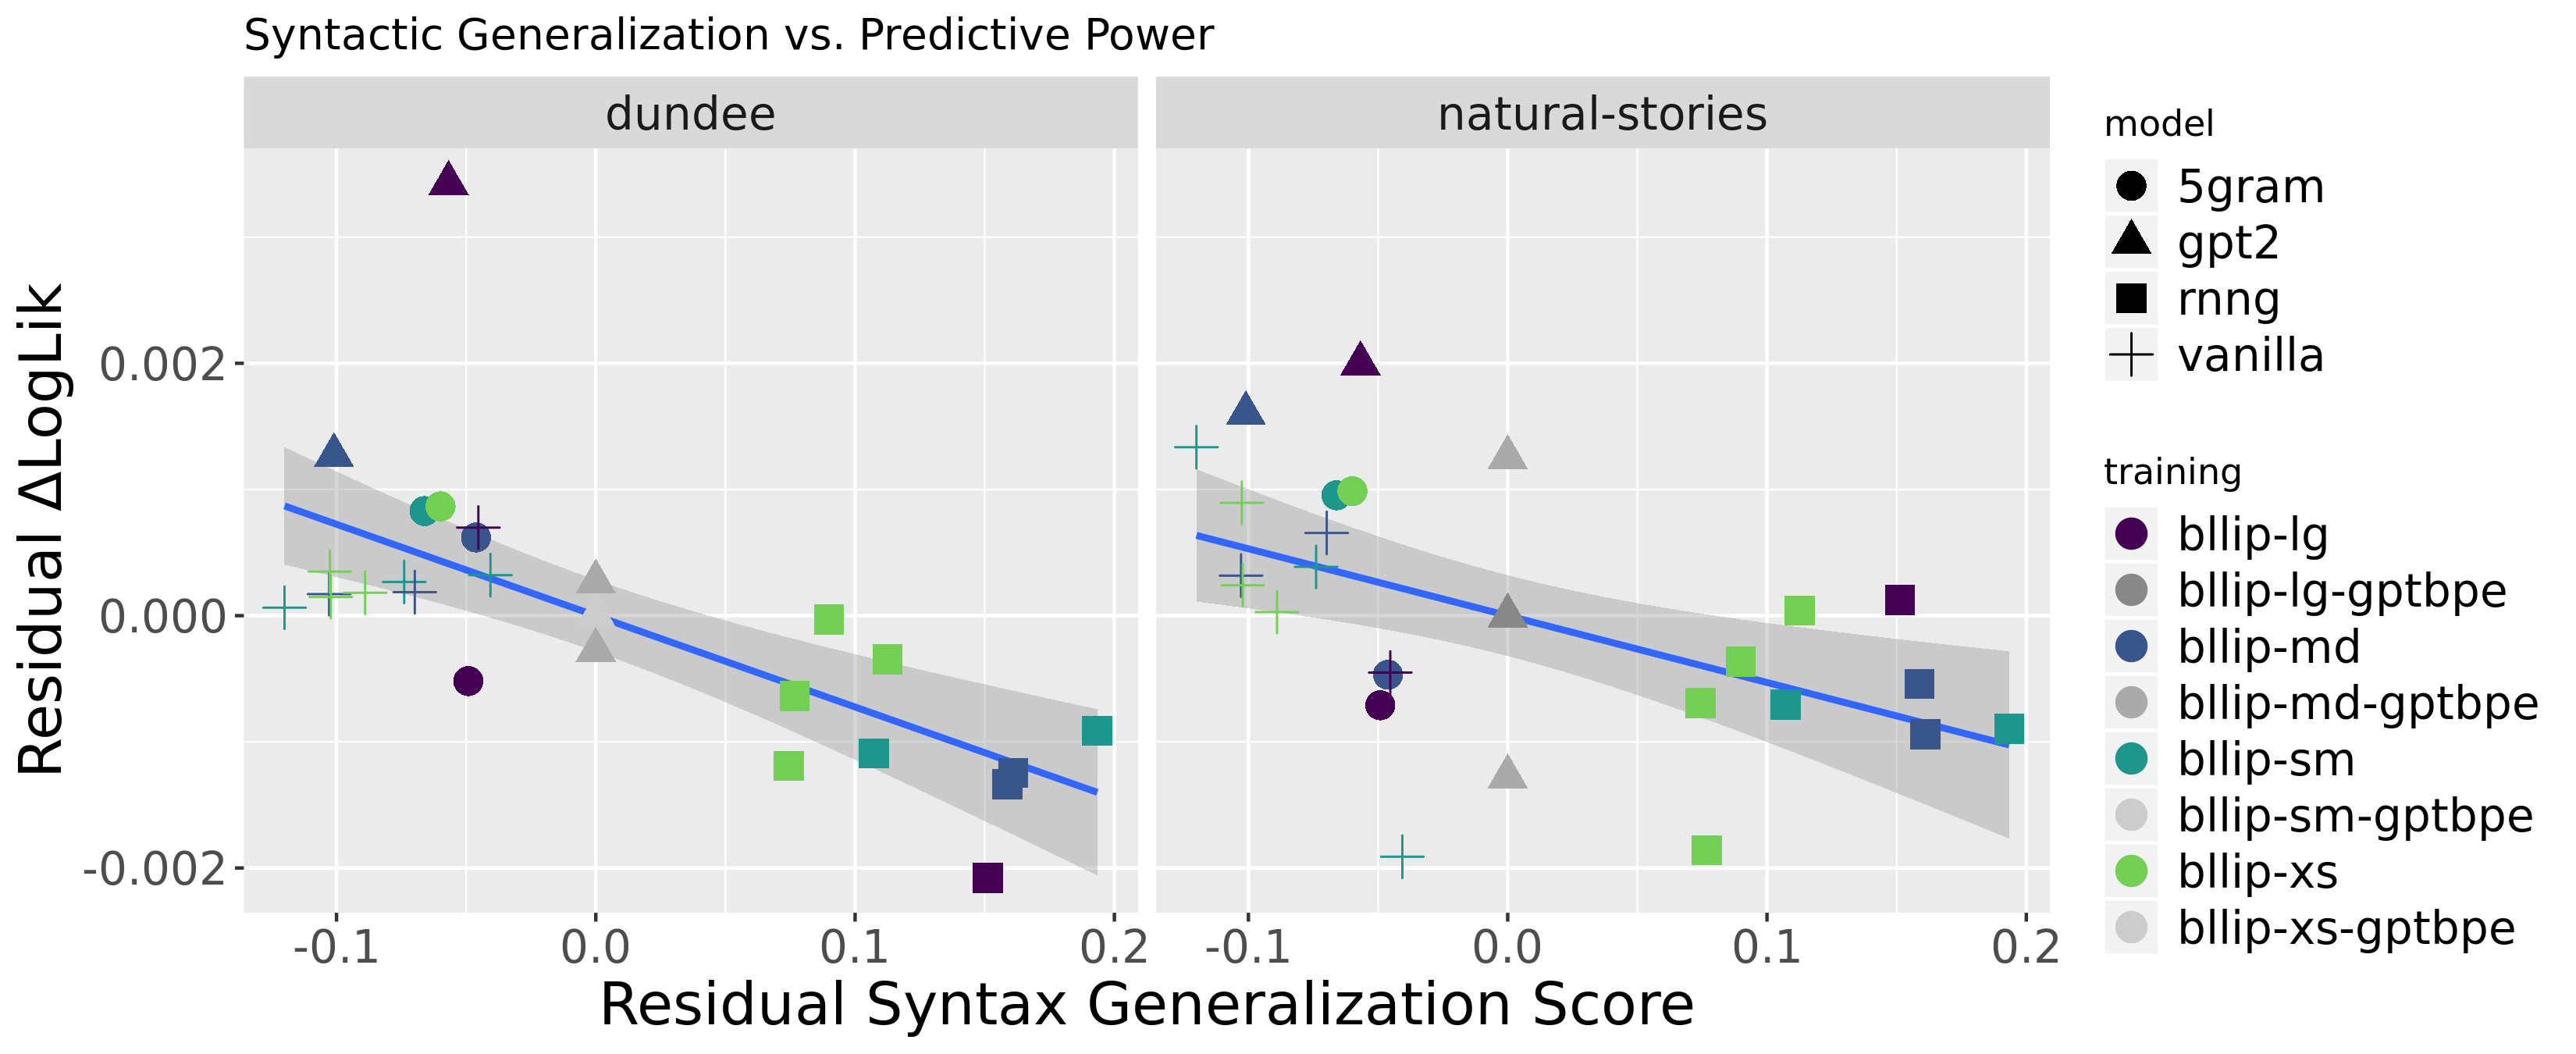 Syntactic Generalization vs. Predictive Power
dundee
natural-stories
Residual ΔLogLik
0.002
0.000
-0.002
-0.1
0.0
0.1
0.2
-0.1
0.0
0.1
0.2
Residual Syntax Generalization Score
model
5gram
gpt2
rnng
vanilla
training
bllip-lg
bllip-lg-gptbpe
bllip-md
bllip-md-gptbpe
bllip-sm
bllip-sm-gptbpe
bllip-xs
bllip-xs-gptbpe